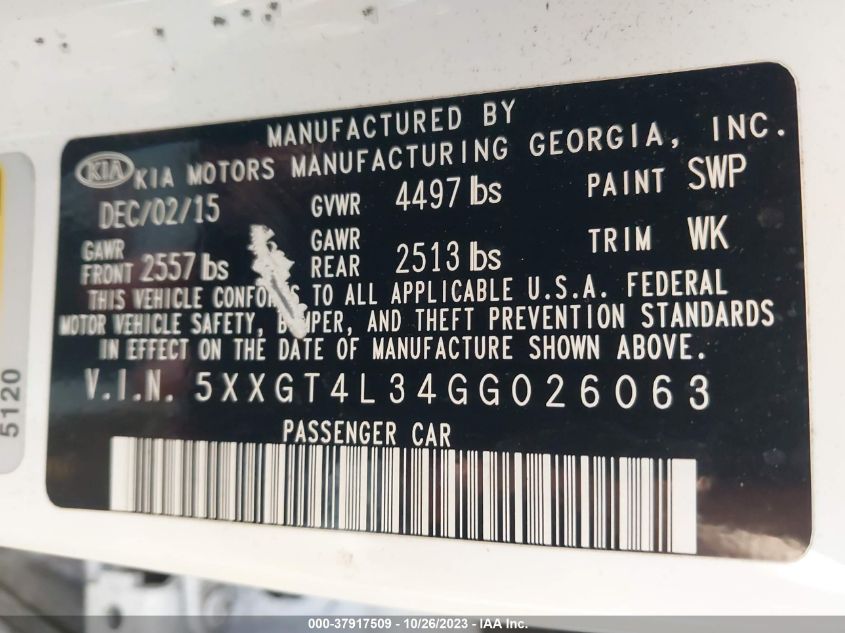 MANUFACTURED BY
KIA KIA MOTORS MANUFACTURING GEORGIA, INC.
DEC/02/15 GVWR 4497 lbs PAINT SWP
GAWR FRONT 2557 lbs GAWR REAR 2513 lbs TRIM WK
THIS VEHICLE CONFORMS TO ALL APPLICABLE U.S.A. FEDERAL
MOTOR VEHICLE SAFETY, BUMPER, AND THEFT PREVENTION STANDARDS
IN EFFECT ON THE DATE OF MANUFACTURE SHOWN ABOVE.
V.I.N. 5XXGT4L34GG026063
PASSENGER CAR
5120
000-37917509 - 10/26/2023 - IAA, Inc.